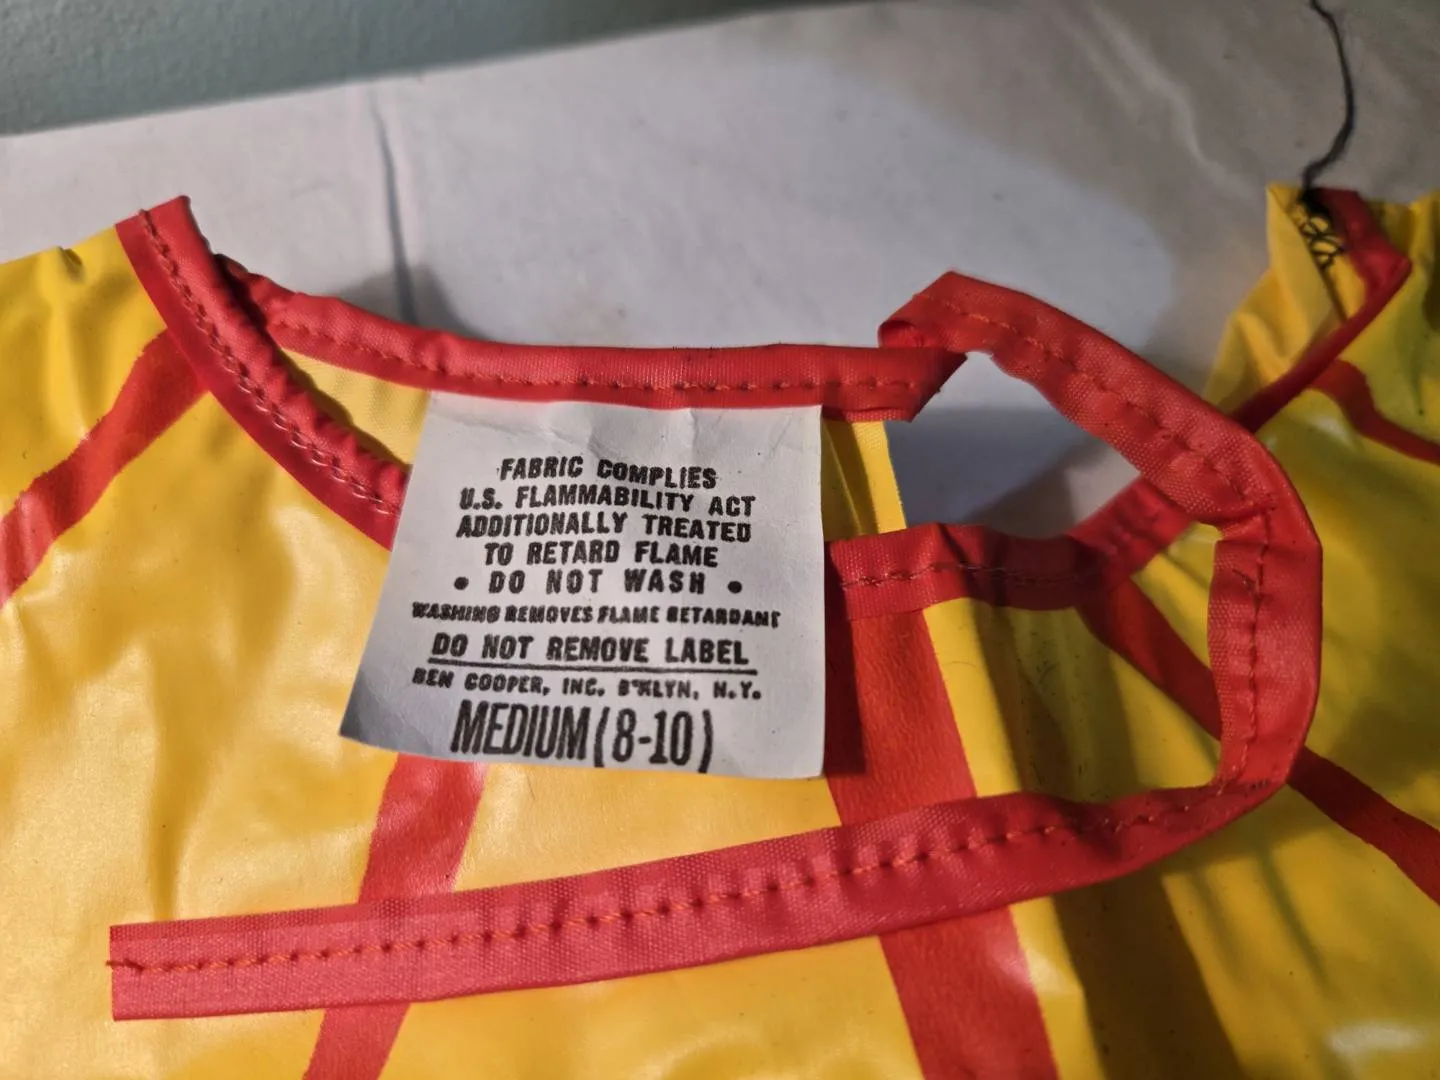 FABRIC COMPLIES
U.S. FLAMMABILITY ACT
ADDITIONALLY TREATED
TO RETARD FLAME
• DO NOT WASH •
WASHING REMOVES FLAME RETARDANT
DO NOT REMOVE LABEL
BEN COOPER, INC. B'KLYN, N.Y.
MEDIUM (8-10)